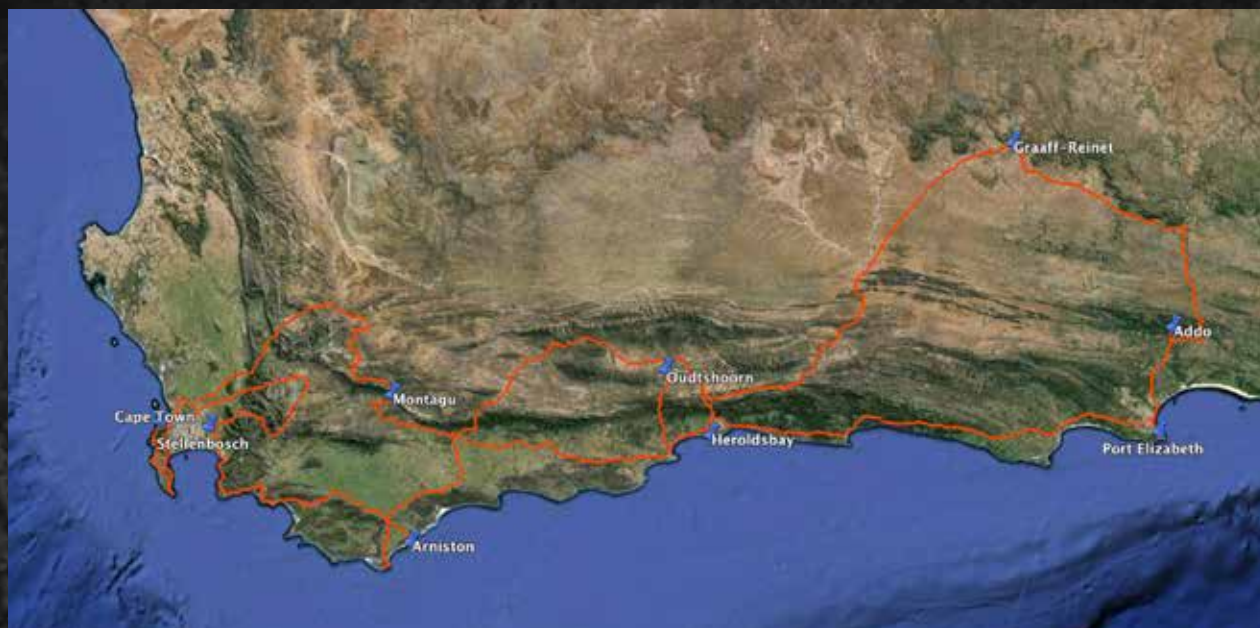 Graaff-Reinet
Addo
Oudtshoorn
Montagu
Cape Town
Stellenbosch
Heroldsbay
Port Elizabeth
Arniston